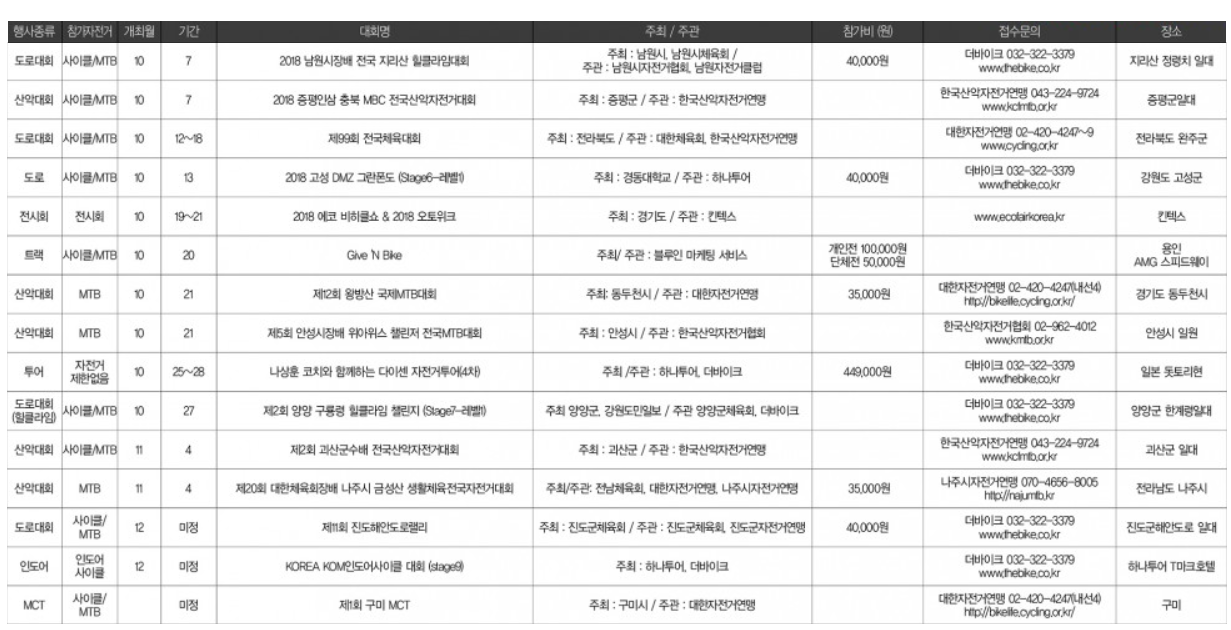 행사종류 참가자전거 개최월 기간 대회명 주최 / 주관 참가비 (원) 접수문의 장소
도로대회 사이클/MTB 10 7 2018 남원시장배 전국 지리산 힐클라임대회 주최 : 남원시, 남원시체육회 / 주관 : 남원시자전거협회, 남원자전거클럽 40,000원 더바이크 032-322-3379 www.thebike.co.kr 지리산 정령치 일대
산악대회 사이클/MTB 10 7 2018 증평인삼 충북 MBC 전국산악자전거대회 주최 : 증평군 / 주관 : 한국산악자전거연맹 한국산악자전거연맹 043-224-9724 www.kcfmtb.or.kr 증평군일대
도로대회 사이클/MTB 10 12~18 제99회 전국체육대회 주최 : 전라북도 / 주관 : 대한체육회, 한국산악자전거연맹 대한자전거연맹 02-420-4247~9 www.cycling.or.kr 전라북도 완주군
도로 사이클/MTB 10 13 2018 고성 DMZ 그란폰도 (Stage6-레벨1) 주최 : 경동대학교 / 주관 : 하나투어 40,000원 더바이크 032-322-3379 www.thebike.co.kr 강원도 고성군
전시회 전시회 10 19~21 2018 에코 비히클쇼 & 2018 오토위크 주최 : 경기도 / 주관 : 킨텍스 www.ecofairkorea.kr 킨텍스
트랙 사이클/MTB 10 20 Give 'N Bike 주최/ 주관 : 블루인 마케팅 서비스 개인전 100,000원 단체전 50,000원 용인 AMG 스피드웨이
산악대회 MTB 10 21 제12회 왕방산 국제MTB대회 주최: 동두천시 / 주관 : 대한자전거연맹 35,000원 대한자전거연맹 02-420-4247(내선4) http://bikelife.cycling.or.kr/ 경기도 동두천시
산악대회 MTB 10 21 제5회 안성시장배 위아위스 챌린저 전국MTB대회 주최 : 안성시 / 주관 : 한국산악자전거협회 한국산악자전거협회 02-962-4012 www.kmtb.or.kr 안성시 일원
투어 자전거 제한없음 10 25~28 나상훈 코치와 함께하는 다이센 자전거투어(4차) 주최 /주관 : 하나투어, 더바이크 449,000원 더바이크 032-322-3379 www.thebike.co.kr 일본 돗토리현
도로대회 (힐클라임) 사이클/MTB 10 27 제2회 양양 구룡령 힐클라임 챌린지 (Stage7-레벨1) 주최 양양군, 강원도민일보 / 주관 양양군체육회, 더바이크 더바이크 032-322-3379 www.thebike.co.kr 양양군 한계령일대
산악대회 사이클/MTB 11 4 제2회 괴산군수배 전국산악자전거대회 주최 : 괴산군 / 주관 : 한국산악자전거연맹 한국산악자전거연맹 043-224-9724 www.kcfmtb.or.kr 괴산군 일대
산악대회 MTB 11 4 제20회 대한체육회장배 나주시 금성산 생활체육전국자전거대회 주최/주관: 전남체육회, 대한자전거연맹, 나주시자전거연맹 35,000원 나주시자전거연맹 070-4656-8005 http://najumtb.kr 전라남도 나주시
도로대회 사이클/ MTB 12 미정 제11회 진도해안도로랠리 주최 : 진도군체육회 / 주관 : 진도군체육회, 진도군자전거연맹 40,000원 더바이크 032-322-3379 www.thebike.co.kr 진도군해안도로 일대
인도어 인도어 사이클 12 미정 KOREA KOM인도어사이클 대회 (stage9) 주최 : 하나투어, 더바이크 더바이크 032-322-3379 www.thebike.co.kr 하나투어 T마크호텔
MCT 사이클/ MTB 미정 제1회 구미 MCT 주최 : 구미시 / 주관 : 대한자전거연맹 대한자전거연맹 02-420-4247(내선4) http://bikelife.cycling.or.kr/ 구미